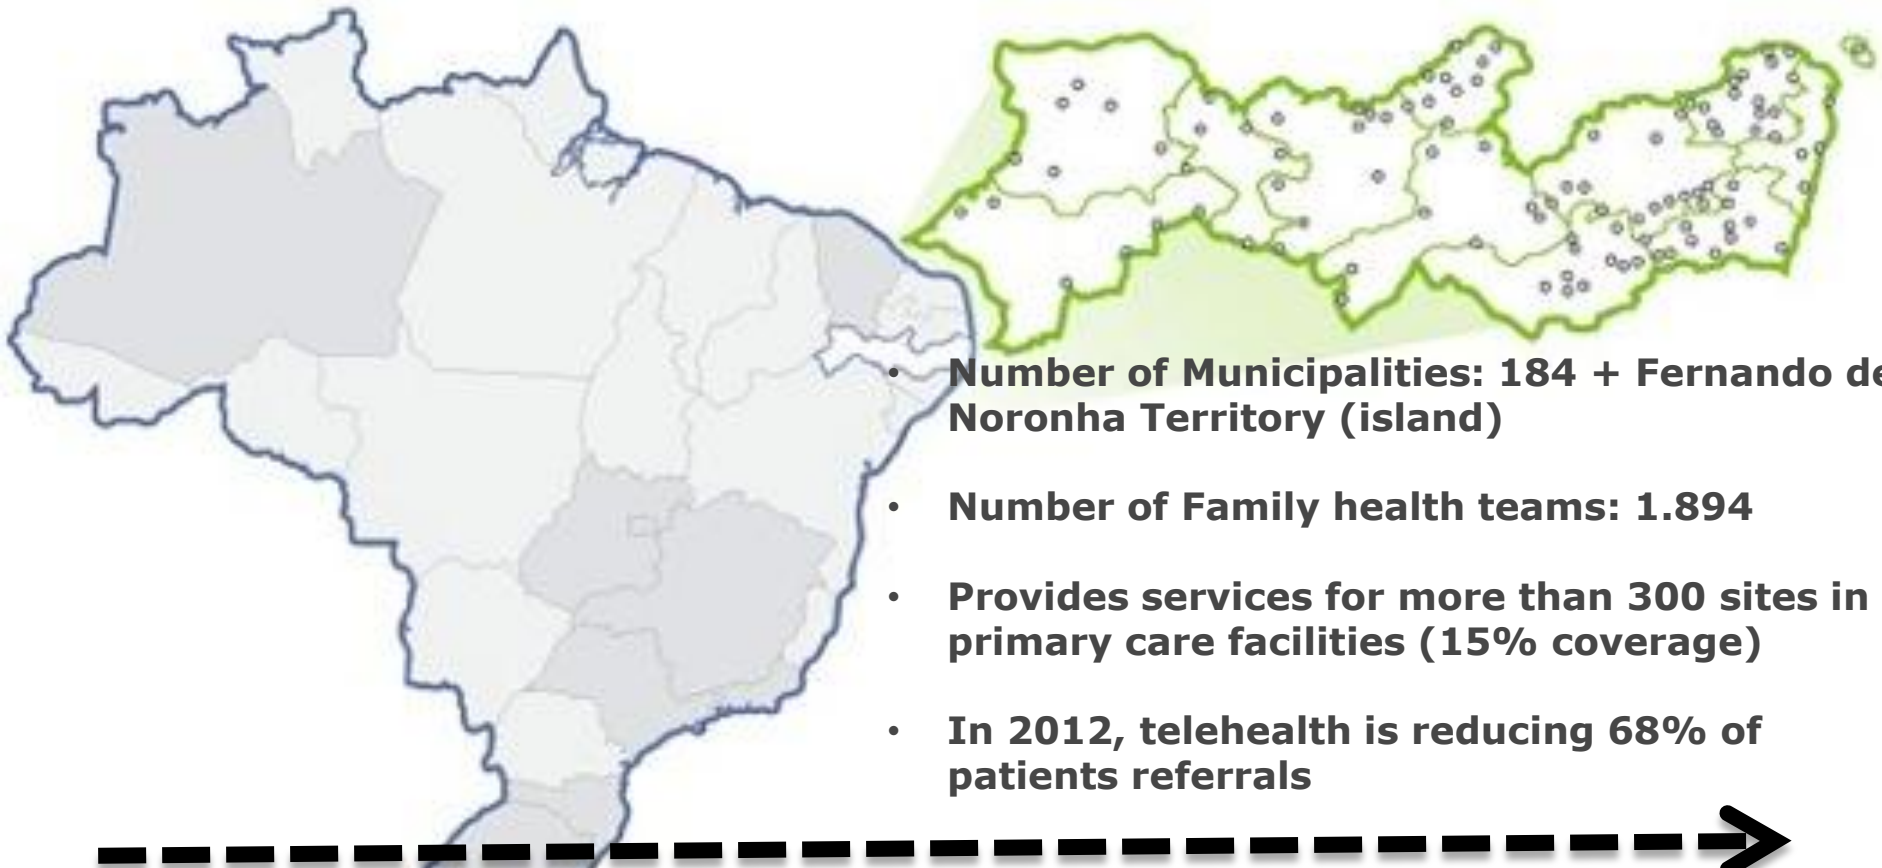 • Number of Municipalities: 184 + Fernando de
Noronha Territory (island)
• Number of Family health teams: 1.894
• Provides services for more than 300 sites in
primary care facilities (15% coverage)
• In 2012, telehealth is reducing 68% of
patients referrals